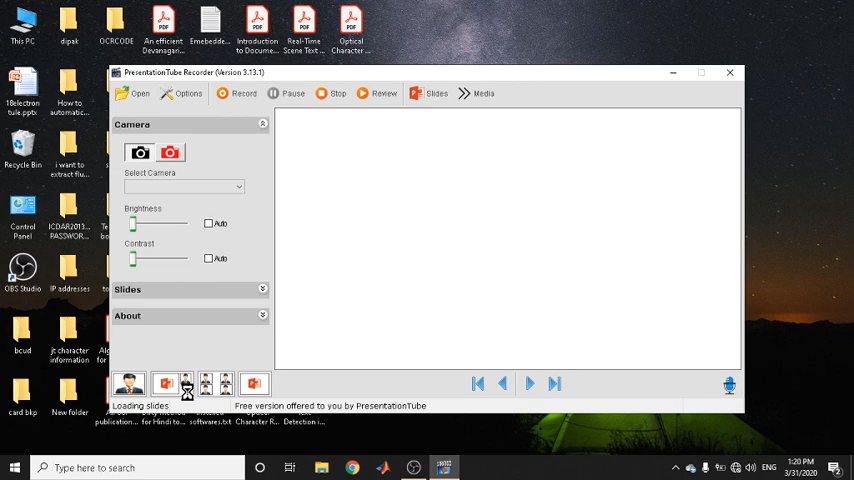 This PC
dipak
OCRCODE
An efficient Devanagari...
Emebedde...
Introduction to Docume...
Real-Time Scene Text ...
Optical Character ...
PresentationTube Recorder (Version 3.13.1)
Open
Options
Record
Pause
Stop
Review
Slides
Media
18electron tule.pptx
How to automatic...
Camera
Select Camera
Recycle Bin
i want to extract flu...
Brightness
Auto
Contrast
Auto
Control Panel
ICDAR2013... PASSWOR...
Slides
OBS Studio
IP addresses
About
bcud
jt character information
card bkp
New folder
publication...
for Hindi to...
softwares.txt
Character R...
Detection i...
Loading slides
Free version offered to you by PresentationTube
Type here to search
ENG
1:20 PM
3/31/2020
2